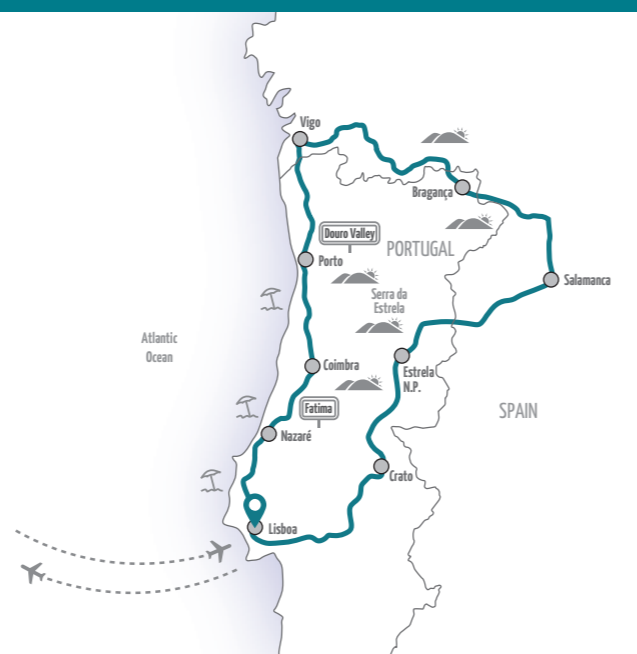 Vigo
Bragança
Douro Valley
PORTUGAL
Porto
Salamanca
Serra da
Estrela
Atlantic
Ocean
Coimbra
Estrela
N.P.
Fatima
SPAIN
Nazaré
Crato
Lisboa